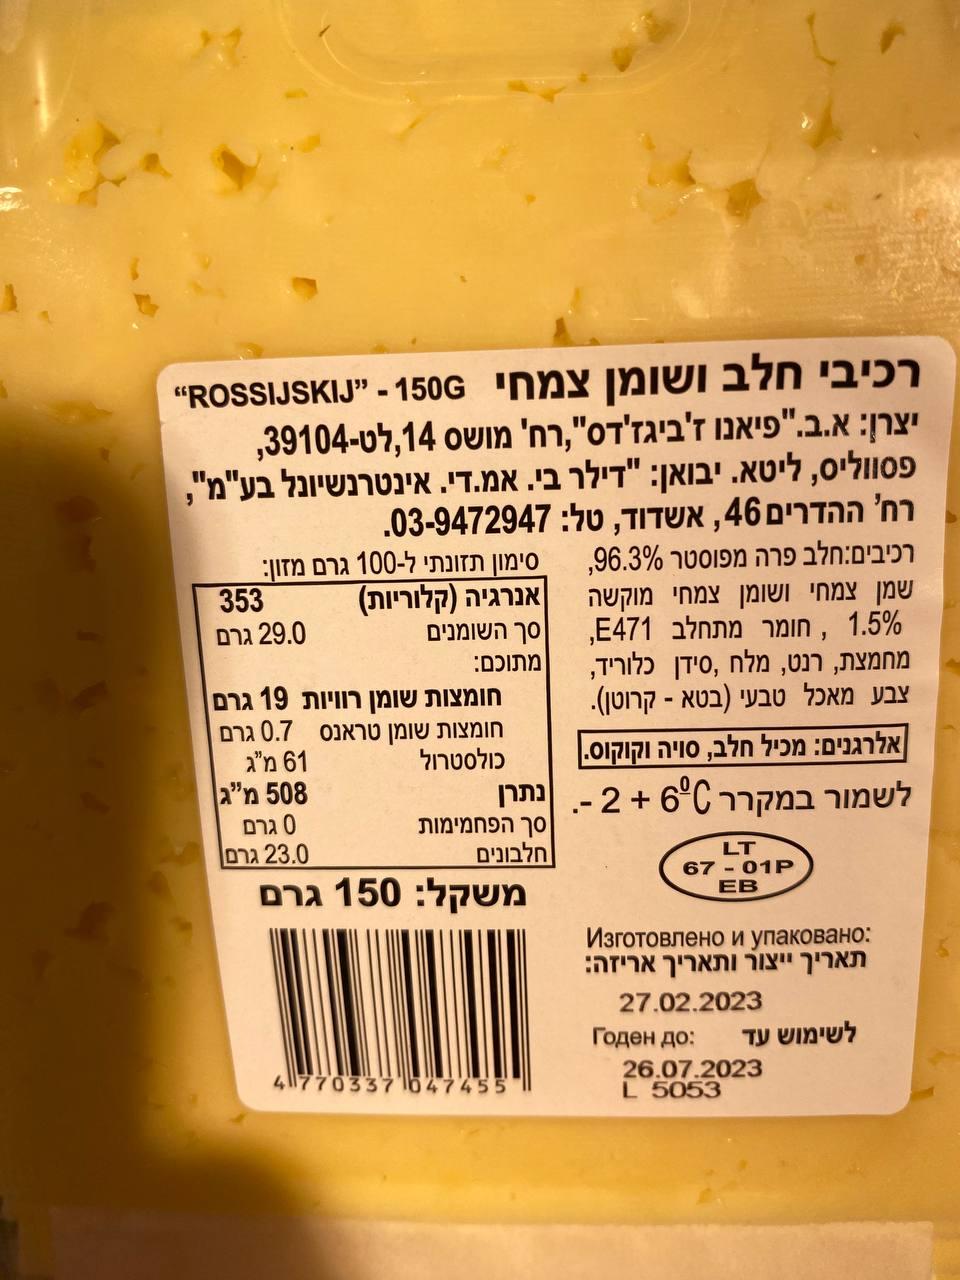 רכיבי חלב ושומן צמחי "ROSSIJSKIJ" - 150G
יצרן: א.ב."פיאנו ז'ביגז'דס",רח' מושס 14,לט-39104,
פסווליס, ליטא. יבואן: "דילר בי. אמ.די. אינטרנשיונל בע"מ",
רח' ההדרים 46, אשדוד, טל: 03-9472947.
רכיבים:חלב פרה מפוסטר 96.3%,
שמן צמחי ושומן צמחי מוקשה
1.5% , חומר מתחלב E471,
מחמצת, רנט, מלח, סידן כלוריד,
צבע מאכל טבעי (בטא - קרוטן).
אלרגנים: מכיל חלב, סויה וקוקוס.
לשמור במקרר 2 + 6⁰C -.
LT
67 - 01P
EB
Изготовлено и упаковано:
תאריך ייצור ותאריך אריזה:
27.02.2023
Годен до: לשימוש עד
26.07.2023
L 5053
סימון תזונתי ל-100 גרם מזון:
אנרגיה (קלוריות) 353
סך השומנים 29.0 גרם
מתוכם:
חומצות שומן רוויות 19 גרם
חומצות שומן טראנס 0.7 גרם
כולסטרול 61 מ"ג
נתרן 508 מ"ג
סך הפחמימות 0 גרם
חלבונים 23.0 גרם
משקל: 150 גרם
4 770337 047455